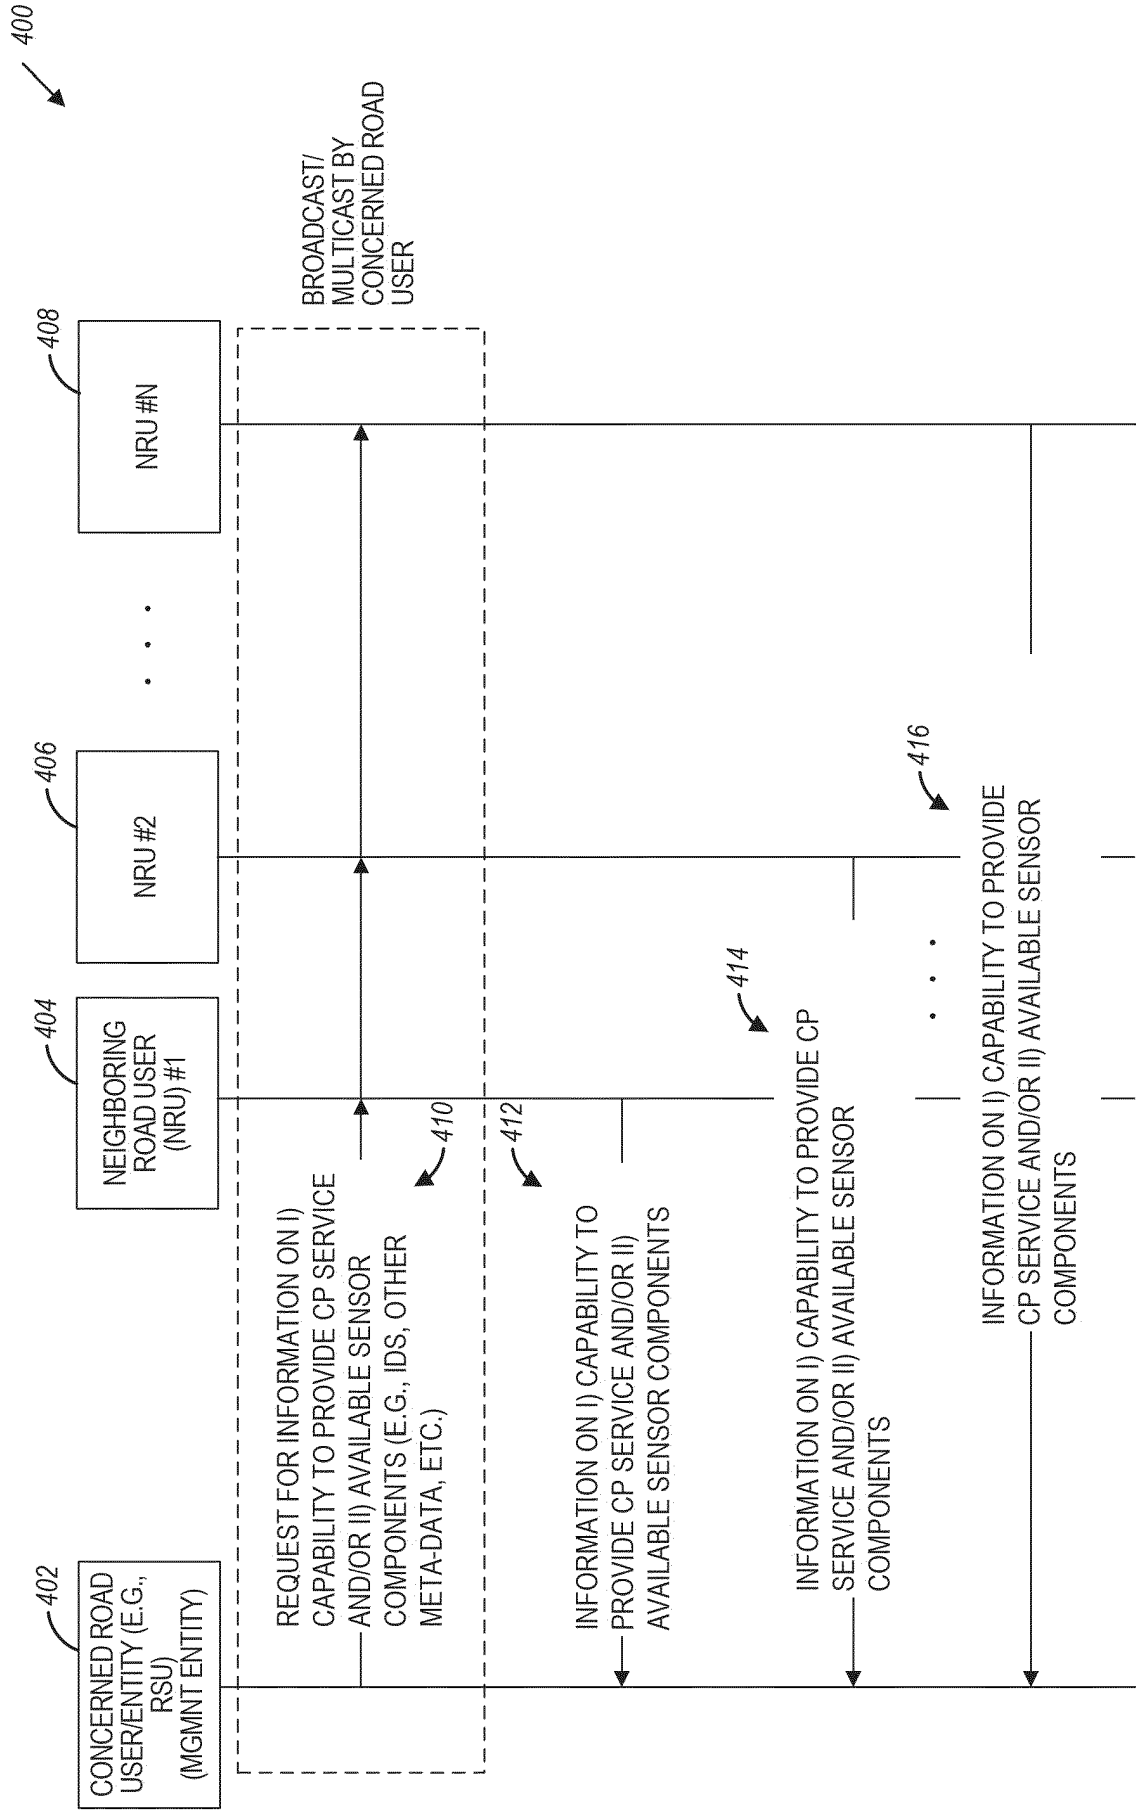 400
402
CONCERNED ROAD
USER/ENTITY (E.G.,
RSU)
(MGMNT ENTITY)
404
NEIGHBORING
ROAD USER
(NRU) #1
406
NRU #2
. . .
408
NRU #N
REQUEST FOR INFORMATION ON I)
CAPABILITY TO PROVIDE CP SERVICE
AND/OR II) AVAILABLE SENSOR
COMPONENTS (E.G., IDS, OTHER
META-DATA, ETC.)
410
BROADCAST/
MULTICAST BY
CONCERNED ROAD
USER
412
INFORMATION ON I) CAPABILITY TO
PROVIDE CP SERVICE AND/OR II)
AVAILABLE SENSOR COMPONENTS
414
INFORMATION ON I) CAPABILITY TO PROVIDE CP
SERVICE AND/OR II) AVAILABLE SENSOR
COMPONENTS
. . .
416
INFORMATION ON I) CAPABILITY TO PROVIDE
CP SERVICE AND/OR II) AVAILABLE SENSOR
COMPONENTS